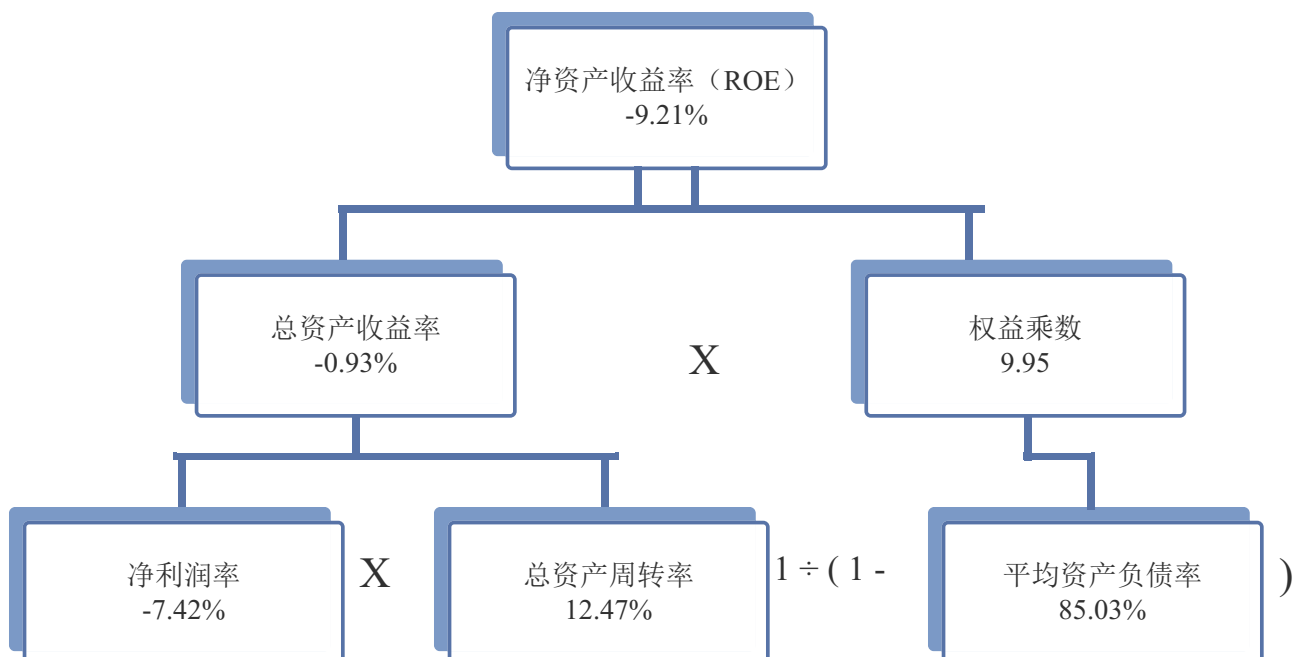 净资产收益率（ROE）
-9.21%
总资产收益率
-0.93%
X
权益乘数
9.95
净利润率
-7.42%
X
总资产周转率
12.47%
1 ÷ ( 1 -
平均资产负债率
85.03%
)